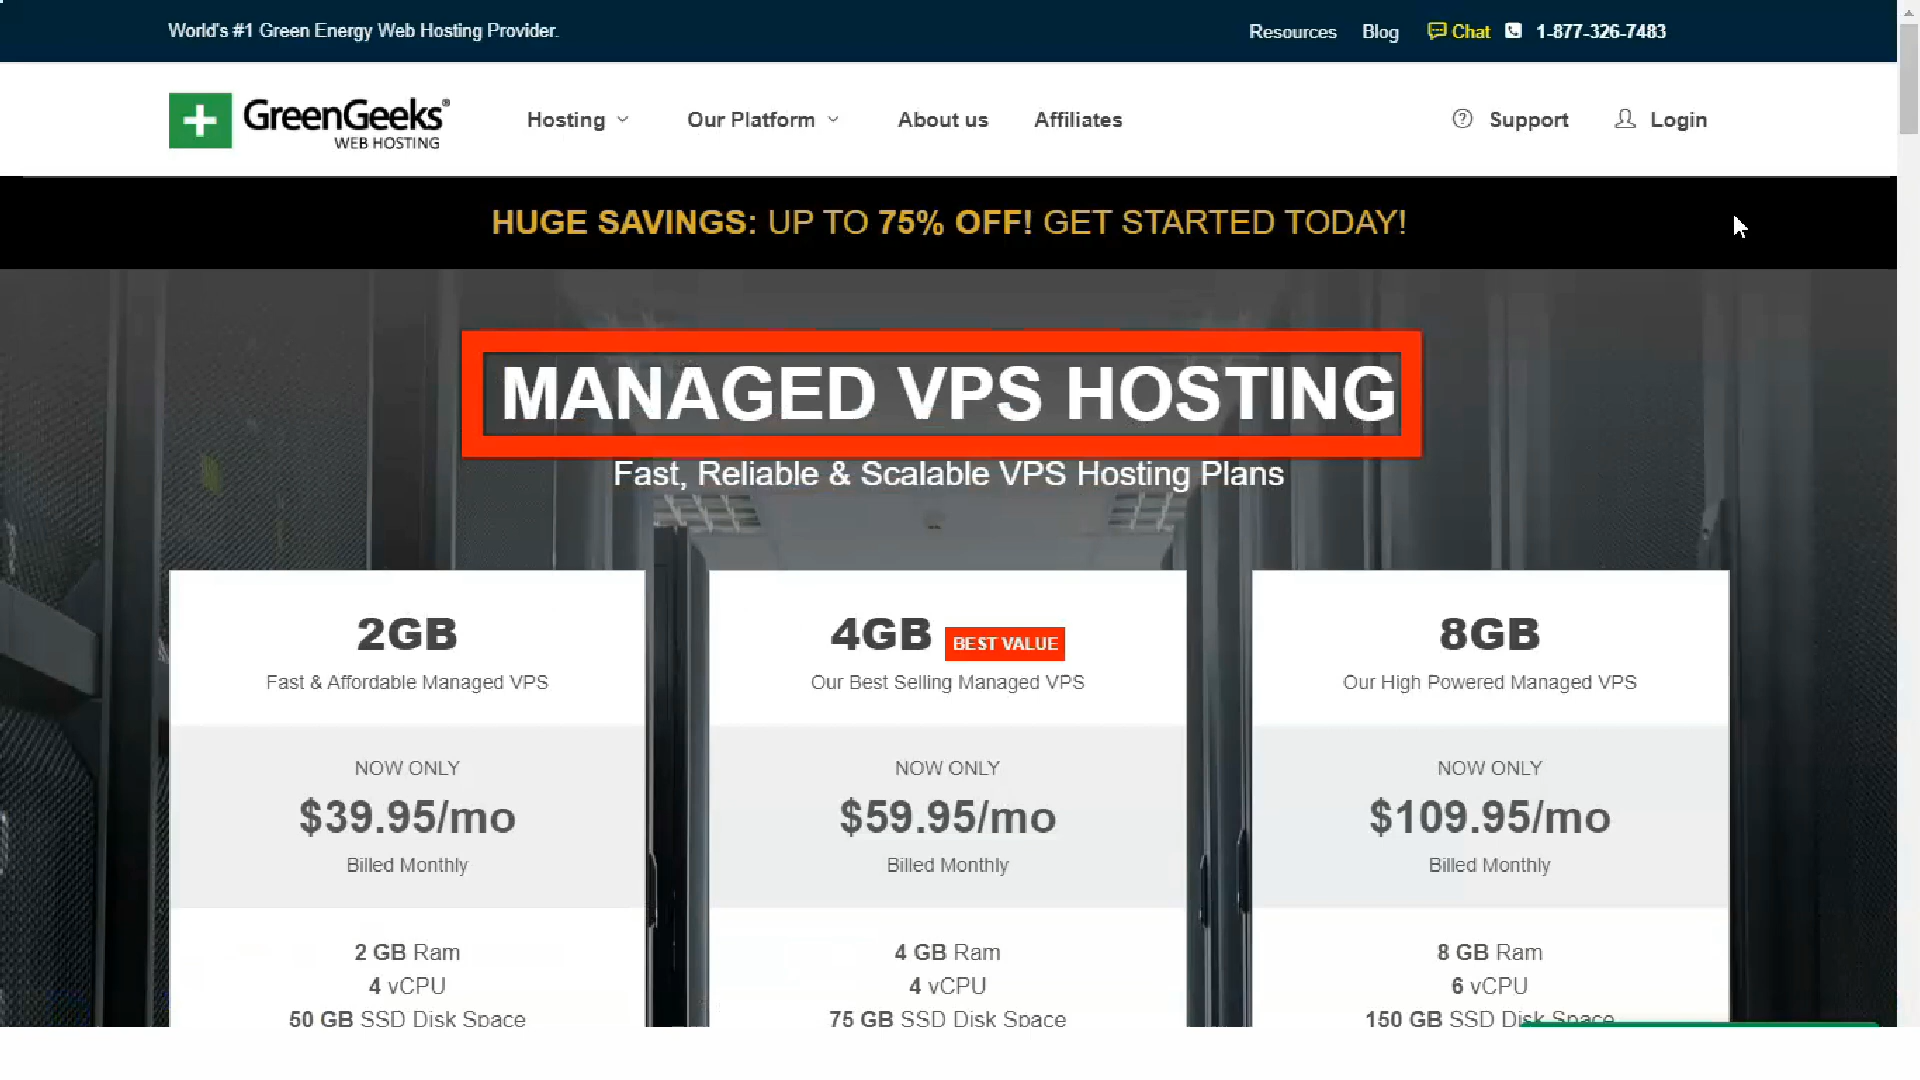 World's #1 Green Energy Web Hosting Provider.
Resources Blog Chat 1-877-326-7483
GreenGeeks®
WEB HOSTING
Hosting Our Platform About us Affiliates Support Login
HUGE SAVINGS: UP TO 75% OFF! GET STARTED TODAY!
MANAGED VPS HOSTING
Fast, Reliable & Scalable VPS Hosting Plans
2GB
Fast & Affordable Managed VPS
NOW ONLY
$39.95/mo
Billed Monthly
2 GB Ram
4 vCPU
50 GB SSD Disk Space
4GB BEST VALUE
Our Best Selling Managed VPS
NOW ONLY
$59.95/mo
Billed Monthly
4 GB Ram
4 vCPU
75 GB SSD Disk Space
8GB
Our High Powered Managed VPS
NOW ONLY
$109.95/mo
Billed Monthly
8 GB Ram
6 vCPU
150 GB SSD Disk Space